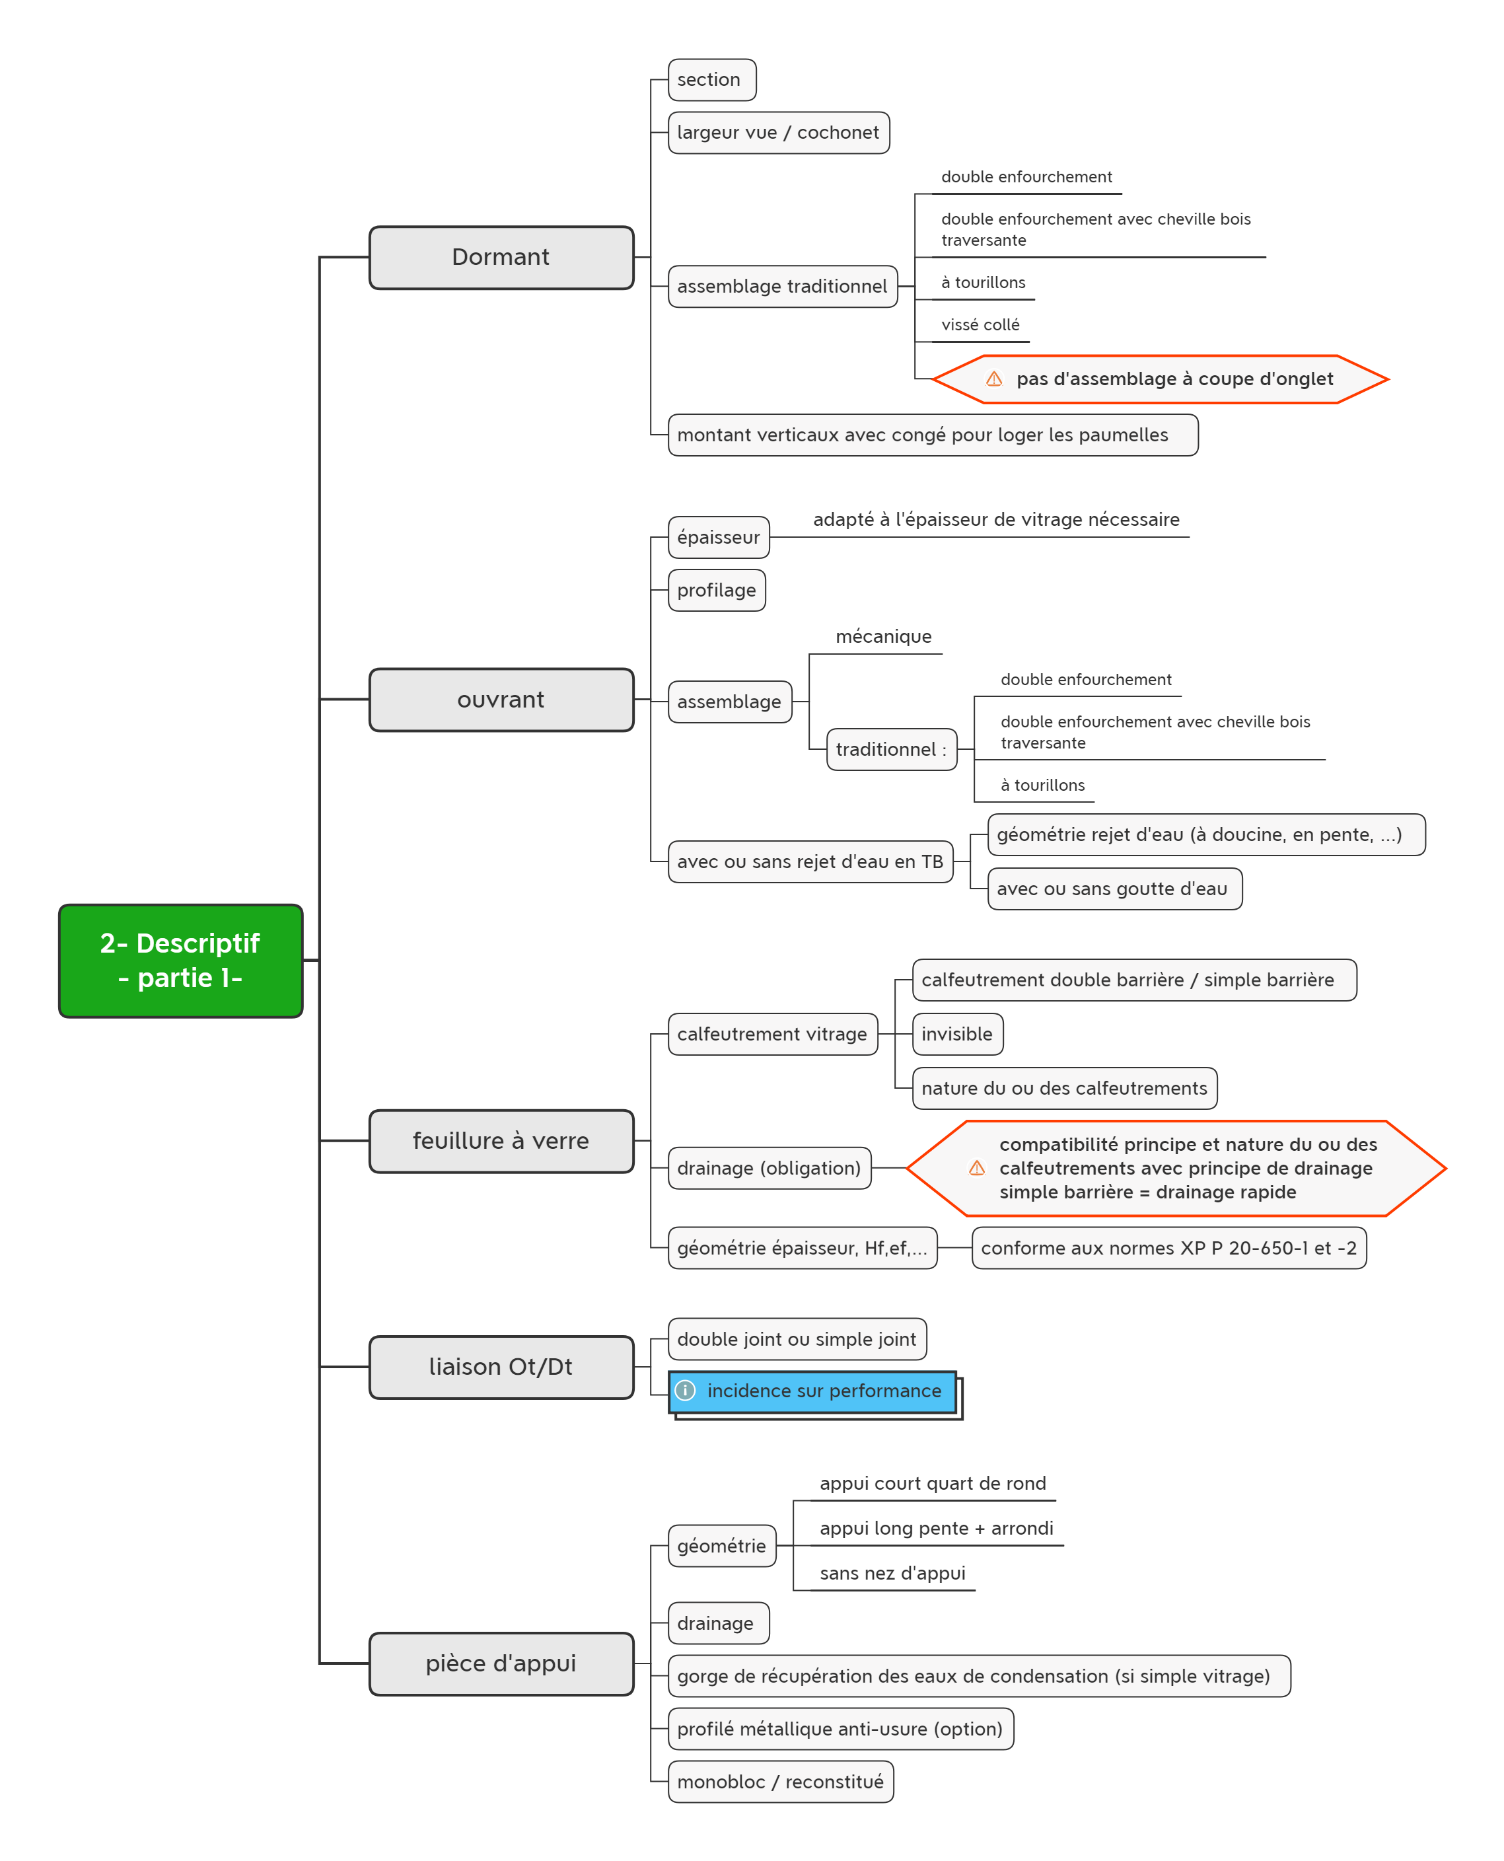 2- Descriptif
- partie 1-
Dormant
section
largeur vue / cochonet
assemblage traditionnel
double enfourchement
double enfourchement avec cheville bois
traversante
à tourillons
vissé collé
pas d'assemblage à coupe d'onglet
montant verticaux avec congé pour loger les paumelles
ouvrant
épaisseur
adapté à l'épaisseur de vitrage nécessaire
profilage
assemblage
mécanique
traditionnel :
double enfourchement
double enfourchement avec cheville bois
traversante
à tourillons
avec ou sans rejet d'eau en TB
géométrie rejet d'eau (à doucine, en pente, ...)
avec ou sans goutte d'eau
feuillure à verre
calfeutrement vitrage
calfeutrement double barrière / simple barrière
invisible
nature du ou des calfeutrements
drainage (obligation)
compatibilité principe et nature du ou des
calfeutrements avec principe de drainage
simple barrière = drainage rapide
géométrie épaisseur, Hf,ef,...
conforme aux normes XP P 20-650-1 et -2
liaison Ot/Dt
double joint ou simple joint
incidence sur performance
pièce d'appui
géométrie
appui court quart de rond
appui long pente + arrondi
sans nez d'appui
drainage
gorge de récupération des eaux de condensation (si simple vitrage)
profilé métallique anti-usure (option)
monobloc / reconstitué